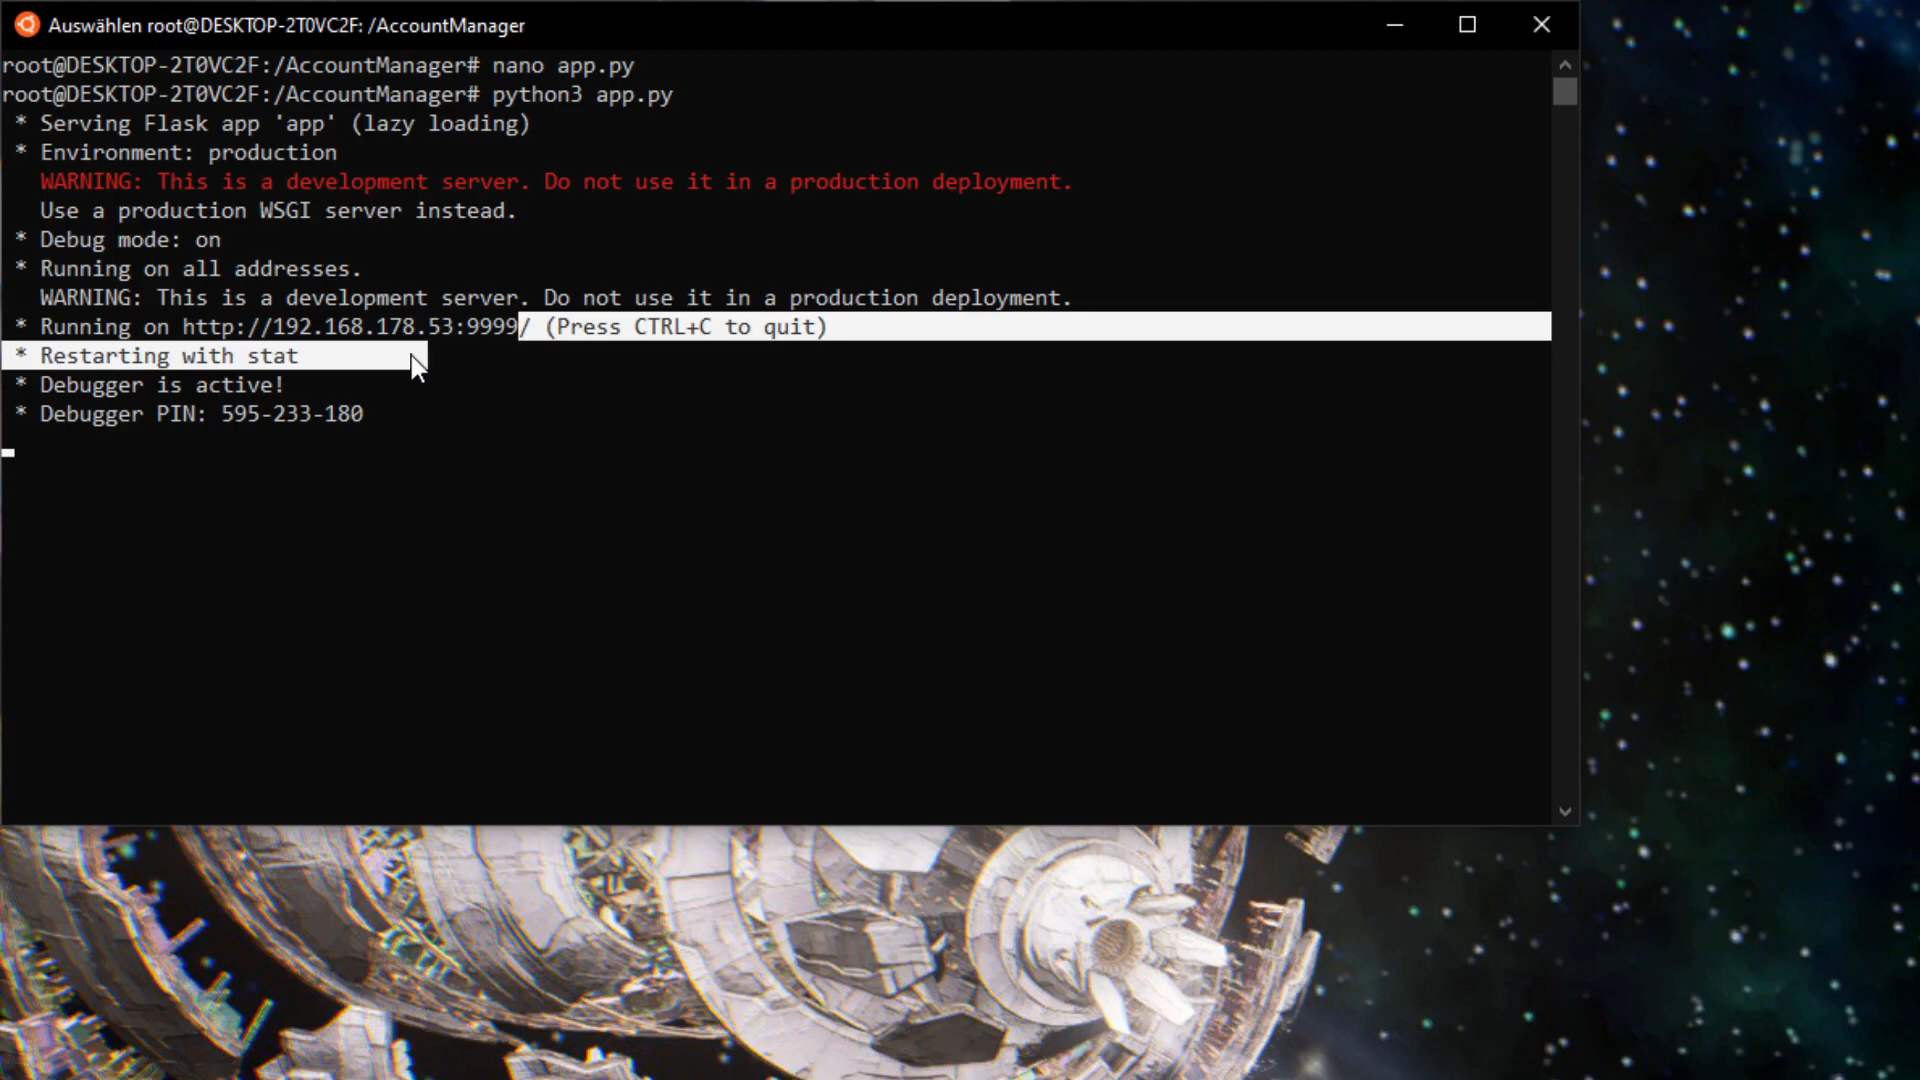 Auswählen root@DESKTOP-2T0VC2F: /AccountManager
root@DESKTOP-2T0VC2F:/AccountManager# nano app.py
root@DESKTOP-2T0VC2F:/AccountManager# python3 app.py
* Serving Flask app 'app' (lazy loading)
* Environment: production
WARNING: This is a development server. Do not use it in a production deployment.
Use a production WSGI server instead.
* Debug mode: on
* Running on all addresses.
WARNING: This is a development server. Do not use it in a production deployment.
* Running on http://192.168.178.53:9999/ (Press CTRL+C to quit)
* Restarting with stat
* Debugger is active!
* Debugger PIN: 595-233-180